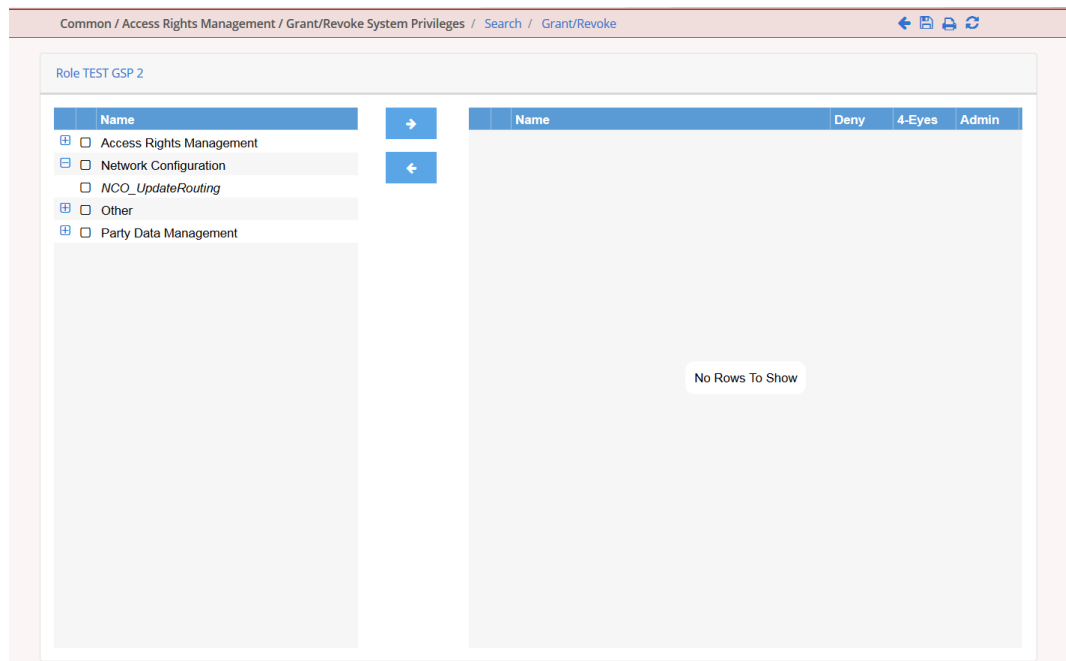 Common / Access Rights Management / Grant/Revoke System Privileges / Search / Grant/Revoke
Role TEST GSP 2
Name
Access Rights Management
Network Configuration
NCO_UpdateRouting
Other
Party Data Management
Name Deny 4-Eyes Admin
No Rows To Show